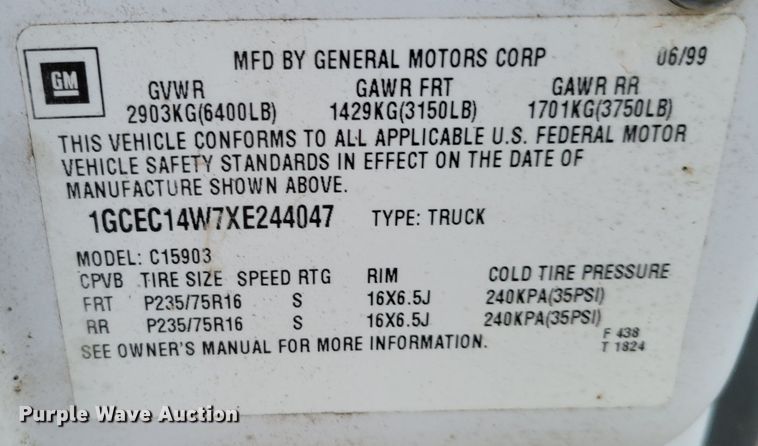 GM
MFD BY GENERAL MOTORS CORP 06/99
GVWR GAWR FRT GAWR RR
2903KG(6400LB) 1429KG(3150LB) 1701KG(3750LB)
THIS VEHICLE CONFORMS TO ALL APPLICABLE U.S. FEDERAL MOTOR
VEHICLE SAFETY STANDARDS IN EFFECT ON THE DATE OF
MANUFACTURE SHOWN ABOVE.
1GCEC14W7XE244047 TYPE: TRUCK
MODEL: C15903
CPVB TIRE SIZE SPEED RTG RIM COLD TIRE PRESSURE
FRT P235/75R16 S 16X6.5J 240KPA(35PSI)
RR P235/75R16 S 16X6.5J 240KPA(35PSI)
SEE OWNER'S MANUAL FOR MORE INFORMATION.
F 438
T 1824
Purple Wave Auction